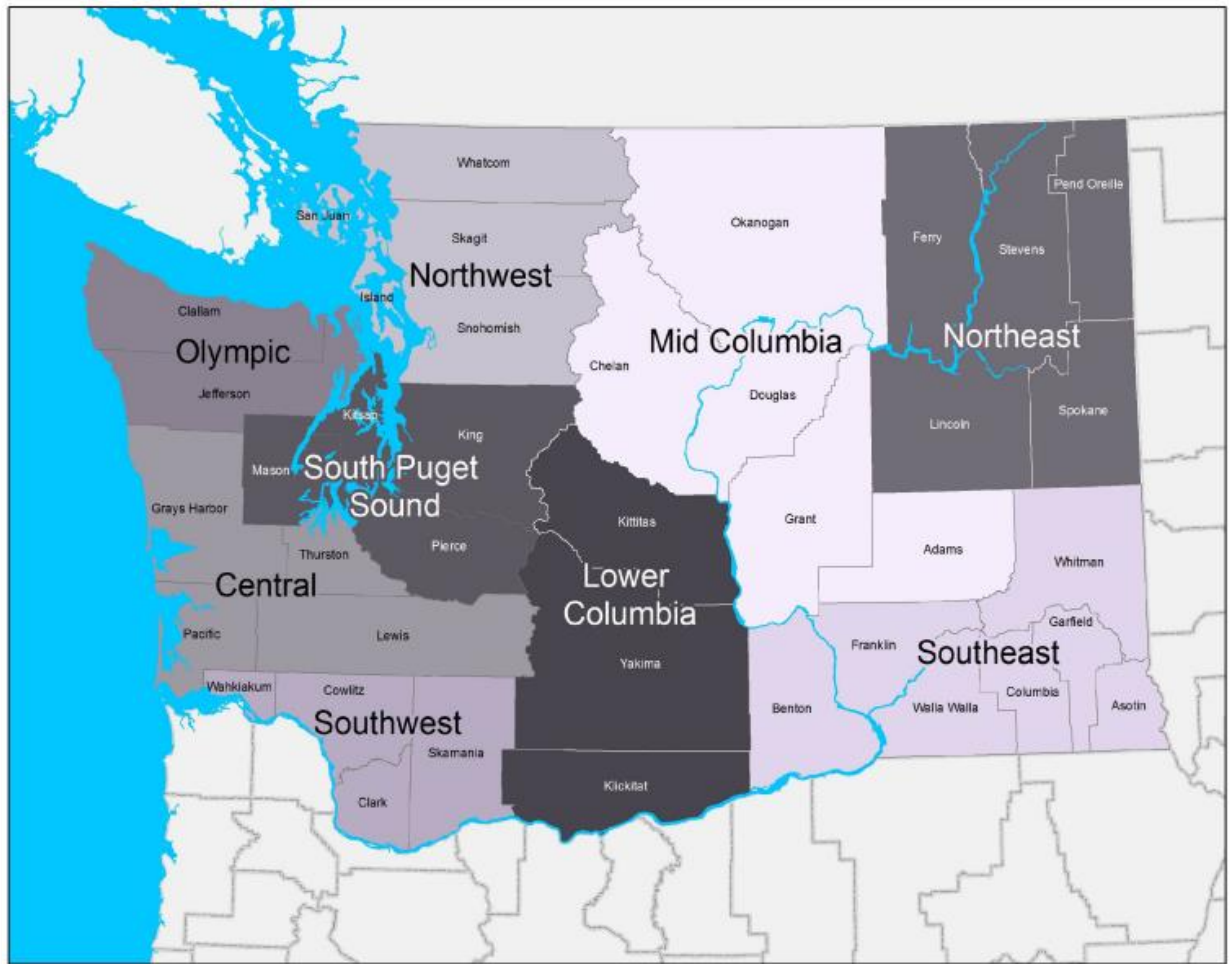 Whatcom
San Juan
Skagit
Northwest
Island
Snohomish
Okanogan
Mid Columbia
Chelan
Douglas
Grant
Adams
Ferry
Stevens
Pend Oreille
Northeast
Lincoln
Spokane
Clallam
Olympic
Jefferson
Kitsap
King
Mason
South Puget
Sound
Pierce
Grays Harbor
Thurston
Central
Pacific
Lewis
Kittitas
Lower
Columbia
Yakima
Klickitat
Whitman
Garfield
Franklin
Southeast
Columbia
Benton
Walla Walla
Asotin
Wahkiakum
Cowlitz
Southwest
Skamania
Clark